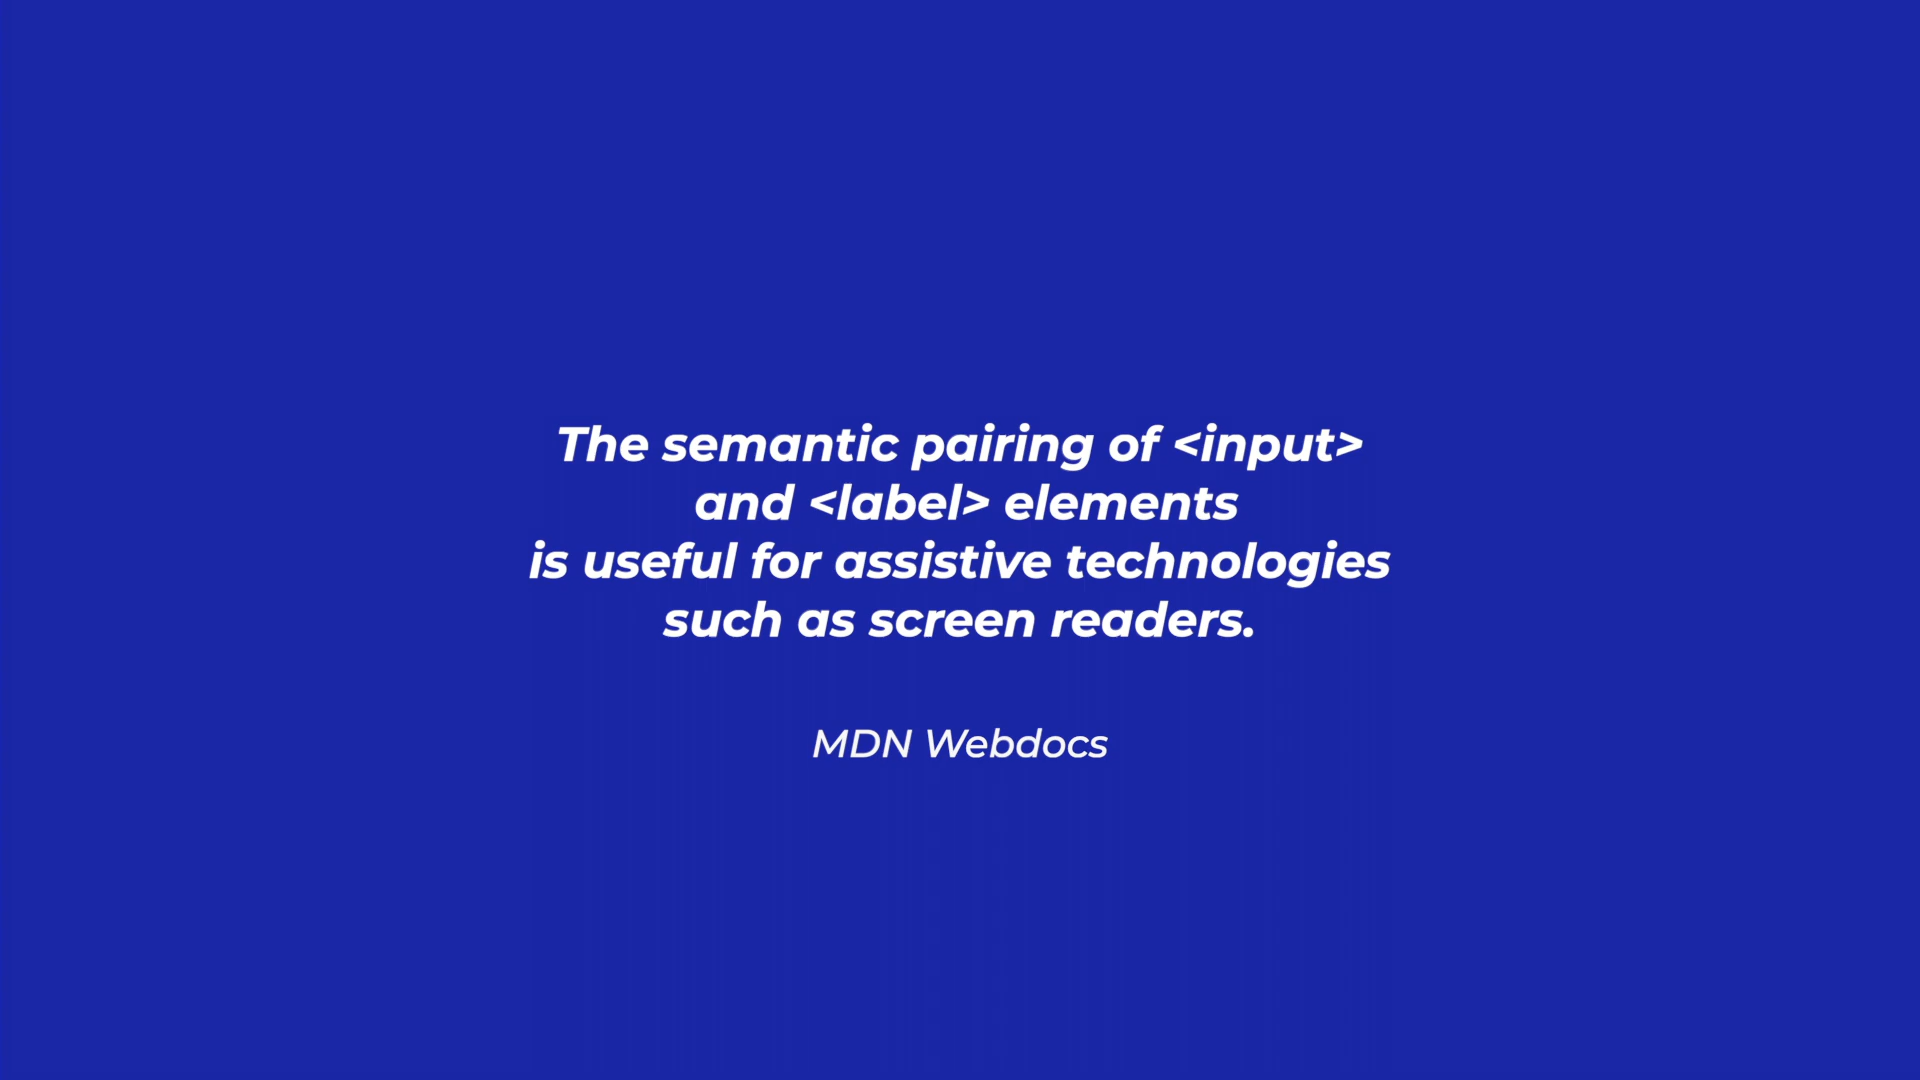 The semantic pairing of <input>
and <label> elements
is useful for assistive technologies
such as screen readers.
MDN Webdocs